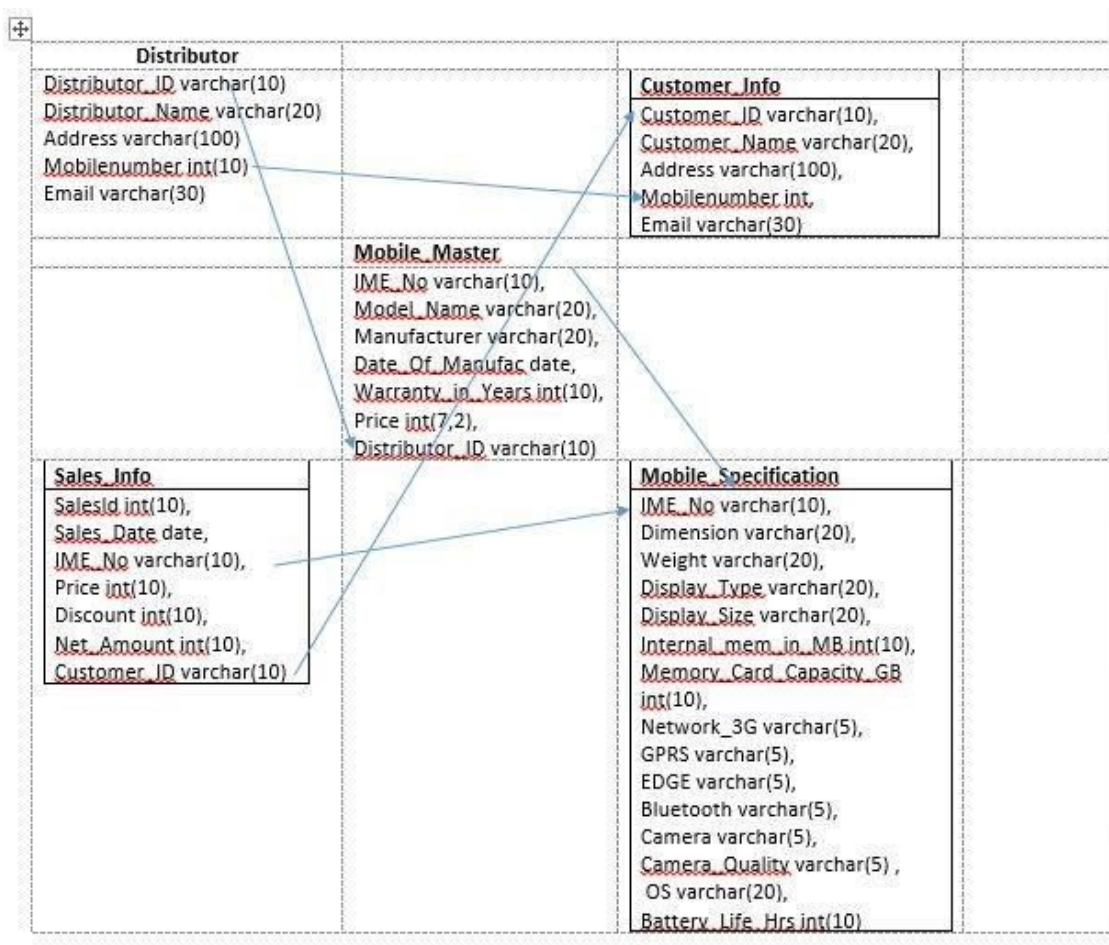 Distributor
Distributor_ID varchar(10)
Distributor_Name varchar(20)
Address varchar(100)
Mobilenumber int(10)
Email varchar(30)
Customer_Info
Customer_ID varchar(10),
Customer_Name varchar(20),
Address varchar(100),
Mobilenumber int,
Email varchar(30)
Mobile_Master
IME_No varchar(10),
Model_Name varchar(20),
Manufacturer varchar(20),
Date_Of_Manufac date,
Warranty_in_Years int(10),
Price int(7,2),
Distributor_ID varchar(10)
Sales_Info
SalesId int(10),
Sales_Date date,
IME_No varchar(10),
Price int(10),
Discount int(10),
Net_Amount int(10),
Customer_ID varchar(10)
Mobile_Specification
IME_No varchar(10),
Dimension varchar(20),
Weight varchar(20),
Display_Type varchar(20),
Display_Size varchar(20),
Internal_mem_in_MB int(10),
Memory_Card_Capacity_GB
int(10),
Network_3G varchar(5),
GPRS varchar(5),
EDGE varchar(5),
Bluetooth varchar(5),
Camera varchar(5),
Camera_Quality varchar(5) ,
OS varchar(20),
Battery_Life_Hrs int(10)